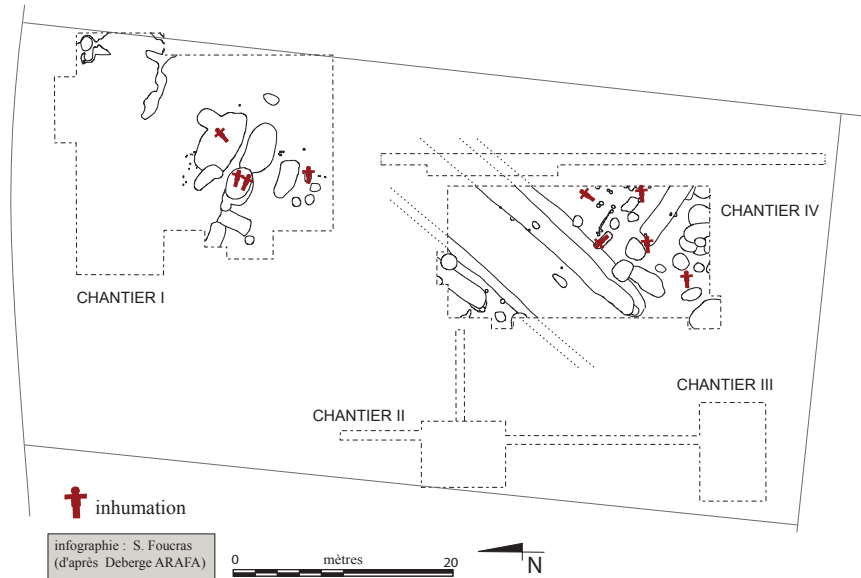 CHANTIER IV
CHANTIER I
CHANTIER III
CHANTIER II
inhumation
infographie : S. Foucras
(d'après Deberge ARAFA)
0 mètres 20
N